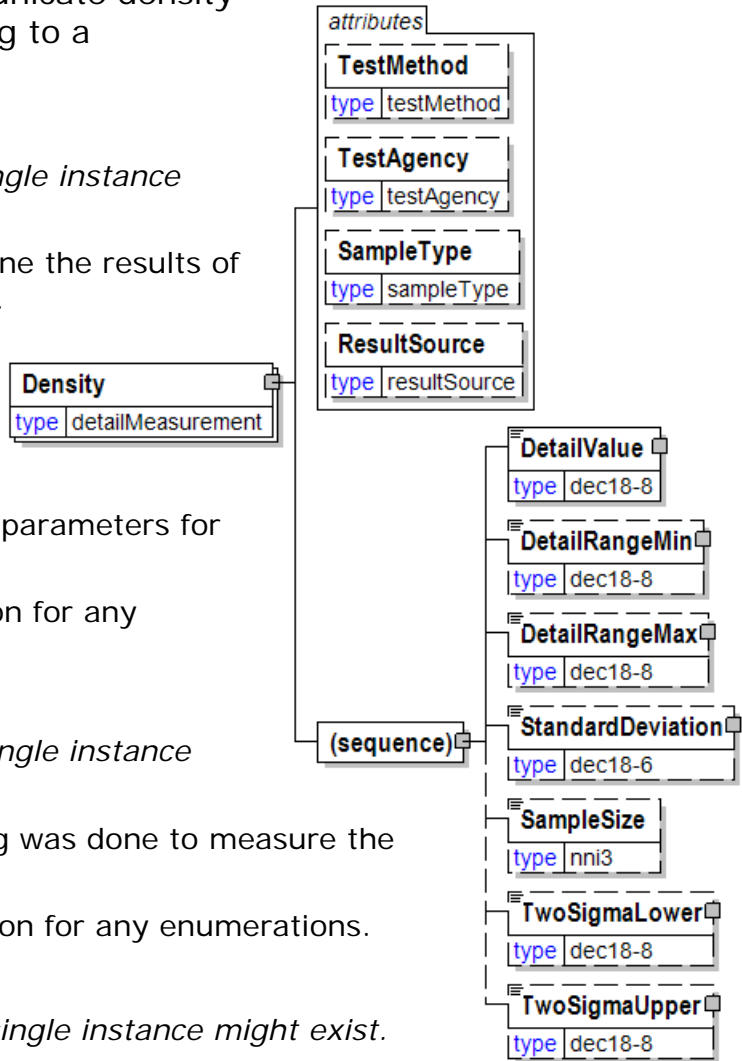 unicate density
g to a
ngle instance
ne the results of
.
parameters for
on for any
ngle instance
g was done to measure the
on for any enumerations.
single instance might exist.
attributes
TestMethod
type testMethod
TestAgency
type testAgency
SampleType
type sampleType
ResultSource
type resultSource
Density
type detailMeasurement
(sequence)
DetailValue
type dec18-8
DetailRangeMin
type dec18-8
DetailRangeMax
type dec18-8
StandardDeviation
type dec18-6
SampleSize
type nni3
TwoSigmaLower
type dec18-8
TwoSigmaUpper
type dec18-8